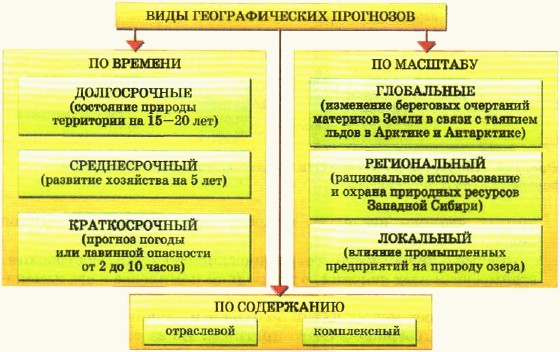 ВИДЫ ГЕОГРАФИЧЕСКИХ ПРОГНОЗОВ
ПО ВРЕМЕНИ
ДОЛГОСРОЧНЫЕ
(состояние природы
территории на 15—20 лет)
СРЕДНЕСРОЧНЫЙ
(развитие хозяйства на 5 лет)
КРАТКОСРОЧНЫЙ
(прогноз погоды
или лавинной опасности
от 2 до 10 часов)
ПО МАСШТАБУ
ГЛОБАЛЬНЫЕ
(изменение береговых очертаний
материков Земли в связи с таянием
льдов в Арктике и Антарктике)
РЕГИОНАЛЬНЫЙ
(рациональное использование
и охрана природных ресурсов
Западной Сибири)
ЛОКАЛЬНЫЙ
(влияние промышленных
предприятий на природу озера)
ПО СОДЕРЖАНИЮ
отраслевой
комплексный